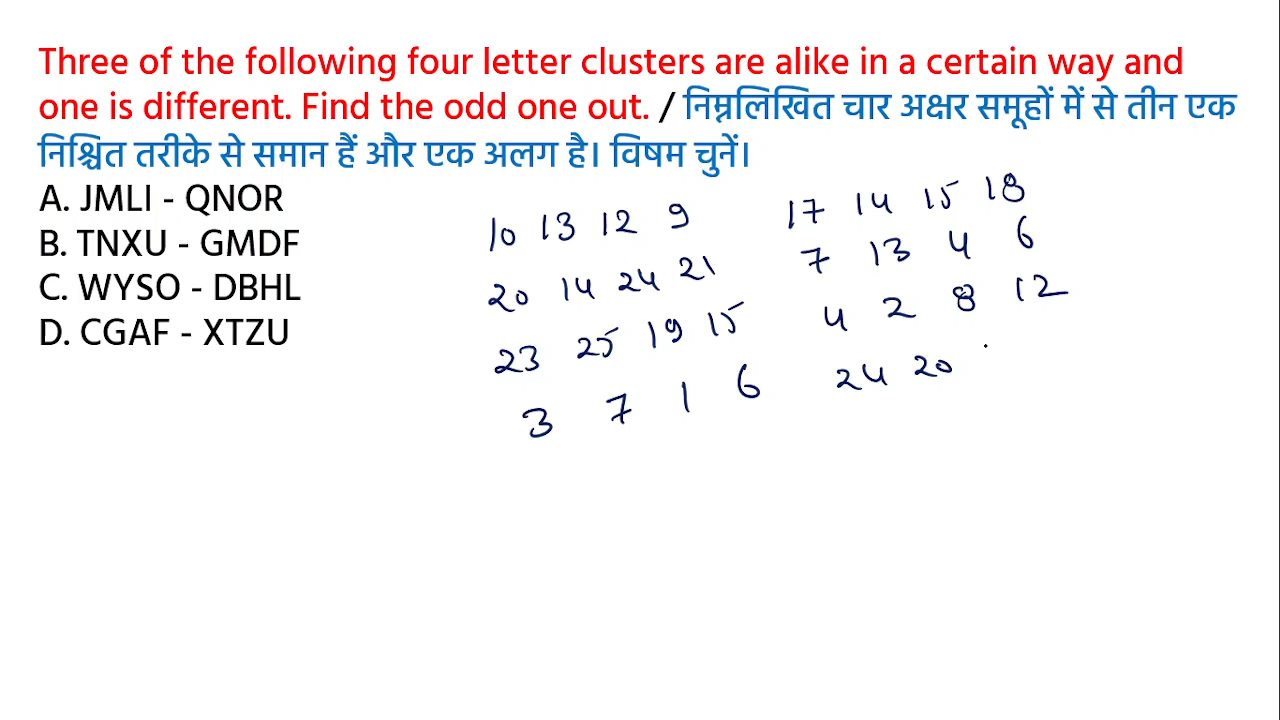 Three of the following four letter clusters are alike in a certain way and
one is different. Find the odd one out. / निम्नलिखित चार अक्षर समूहों में से तीन एक
निश्चित तरीके से समान हैं और एक अलग है। विषम चुनें।
A. JMLI - QNOR 10 13 12 9 17 14 15 18
B. TNXU - GMDF 20 14 24 21 7 13 4 6
C. WYSO - DBHL 23 25 19 15 4 2 8 12
D. CGAF - XTZU 3 7 1 6 24 20